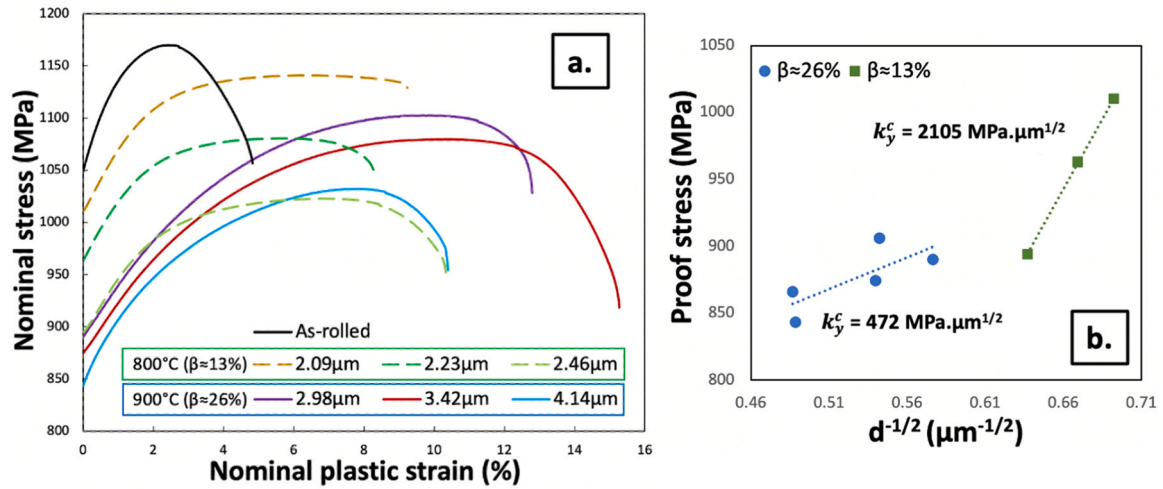 1200
1150
1100
1050
1000
950
900
850
800
Nominal stress (MPa)
a.
As-rolled
800°C (β≈13%) 2.09μm 2.23μm 2.46μm
900°C (β≈26%) 2.98μm 3.42μm 4.14μm
0 2 4 6 8 10 12 14 16
Nominal plastic strain (%)
1050
1000
950
900
850
800
Proof stress (MPa)
β≈26% β≈13%
k_y^c = 2105 MPa.μm^1/2
k_y^c = 472 MPa.μm^1/2
b.
0.46 0.51 0.56 0.61 0.66 0.71
d^-1/2 (μm^-1/2)